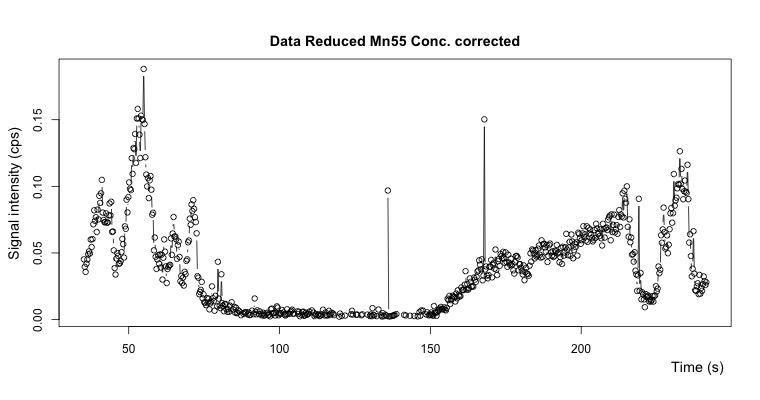 Data Reduced Mn55 Conc. corrected
Signal intensity (cps)
0.15
0.10
0.05
0.00
50 100 150 200
Time (s)